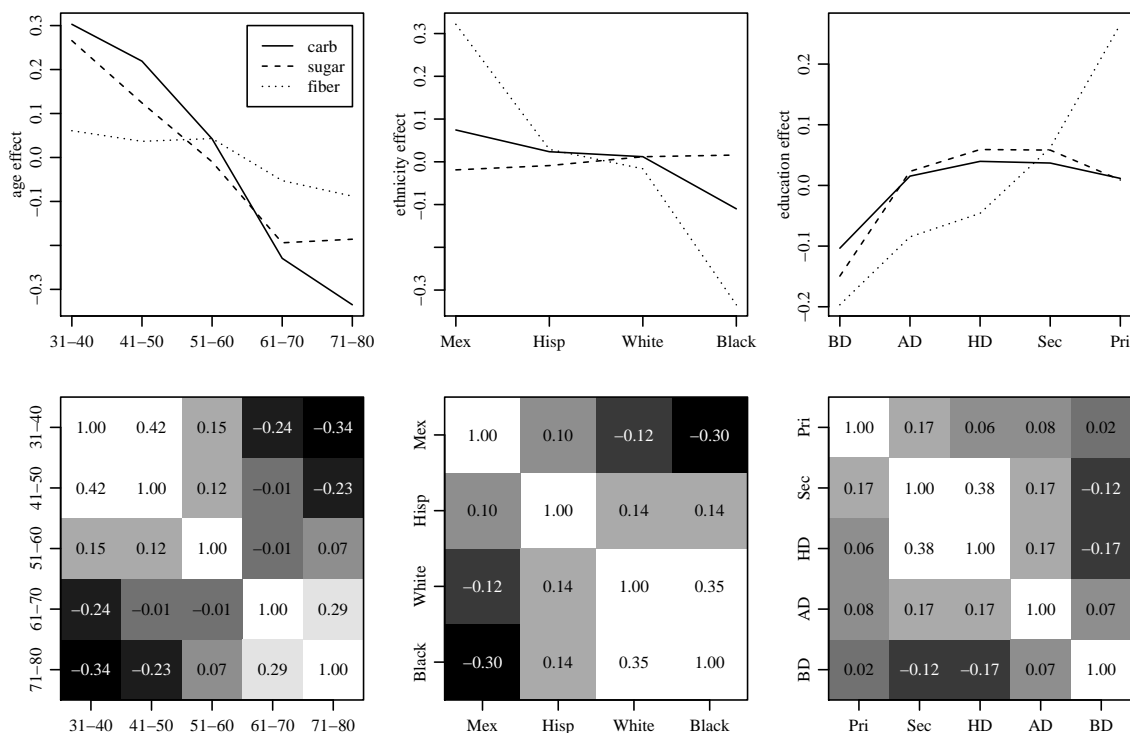 age effect
0.3
0.2
0.1
0.0
−0.1
−0.3
carb
sugar
fiber
31−40 41−50 51−60 61−70 71−80
ethnicity effect
0.3
0.1
0.0
−0.1
−0.3
Mex Hisp White Black
education effect
0.2
0.1
0.0
−0.1
−0.2
BD AD HD Sec Pri
31−40 1.00 0.42 0.15 −0.24 −0.34
41−50 0.42 1.00 0.12 −0.01 −0.23
51−60 0.15 0.12 1.00 −0.01 0.07
61−70 −0.24 −0.01 −0.01 1.00 0.29
71−80 −0.34 −0.23 0.07 0.29 1.00
31−40 41−50 51−60 61−70 71−80
Mex 1.00 0.10 −0.12 −0.30
Hisp 0.10 1.00 0.14 0.14
White −0.12 0.14 1.00 0.35
Black −0.30 0.14 0.35 1.00
Mex Hisp White Black
Pri 1.00 0.17 0.06 0.08 0.02
Sec 0.17 1.00 0.38 0.17 −0.12
HD 0.06 0.38 1.00 0.17 −0.17
AD 0.08 0.17 0.17 1.00 0.07
BD 0.02 −0.12 −0.17 0.07 1.00
Pri Sec HD AD BD